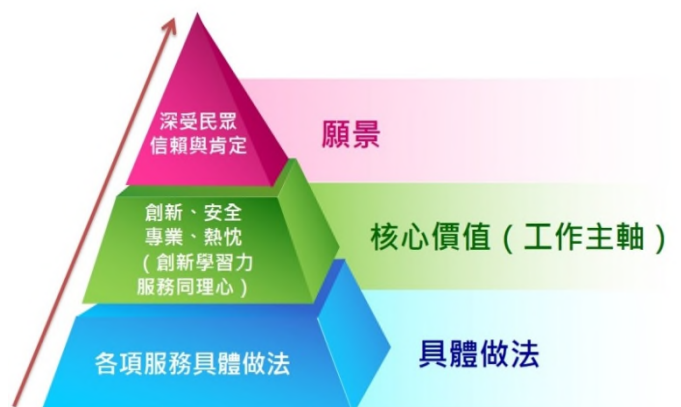 深受民眾
信賴與肯定
願景
創新、安全
專業、熱忱
（創新學習力
服務同理心）
核心價值（工作主軸）
各項服務具體做法
具體做法